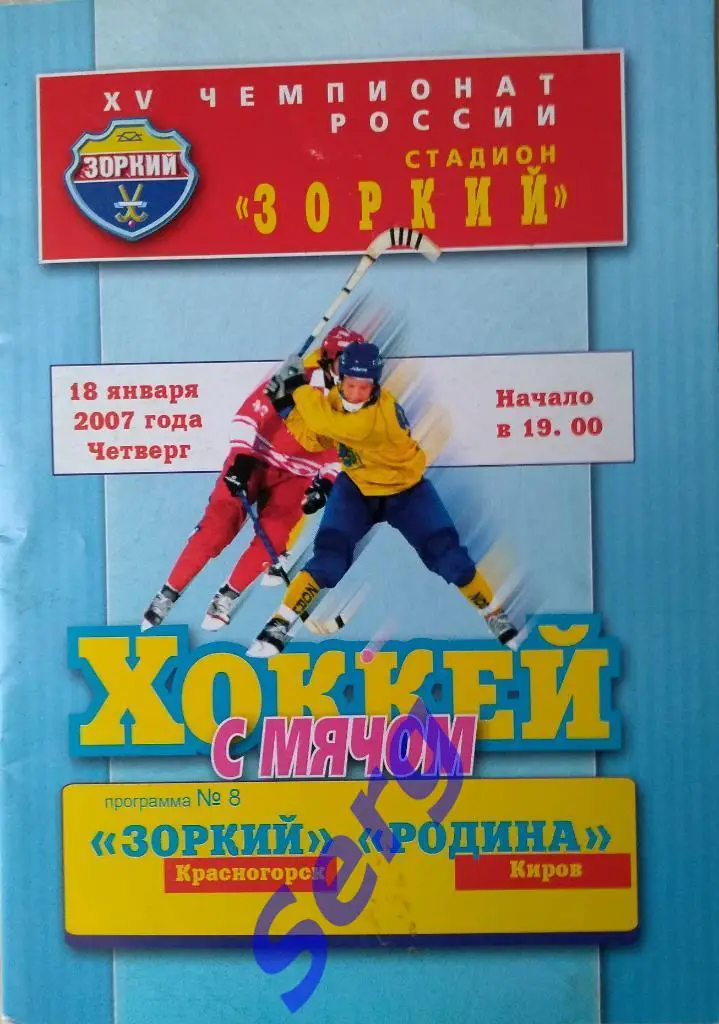 XV ЧЕМПИОНАТ
РОССИИ
ЗОРКИЙ
СТАДИОН
«ЗОРКИЙ»
18 января
2007 года
Четверг
Начало
в 19. 00
ХОККЕЙ
С МЯЧОМ
программа № 8
«ЗОРКИЙ» «РОДИНА»
Красногорск Киров
Serg